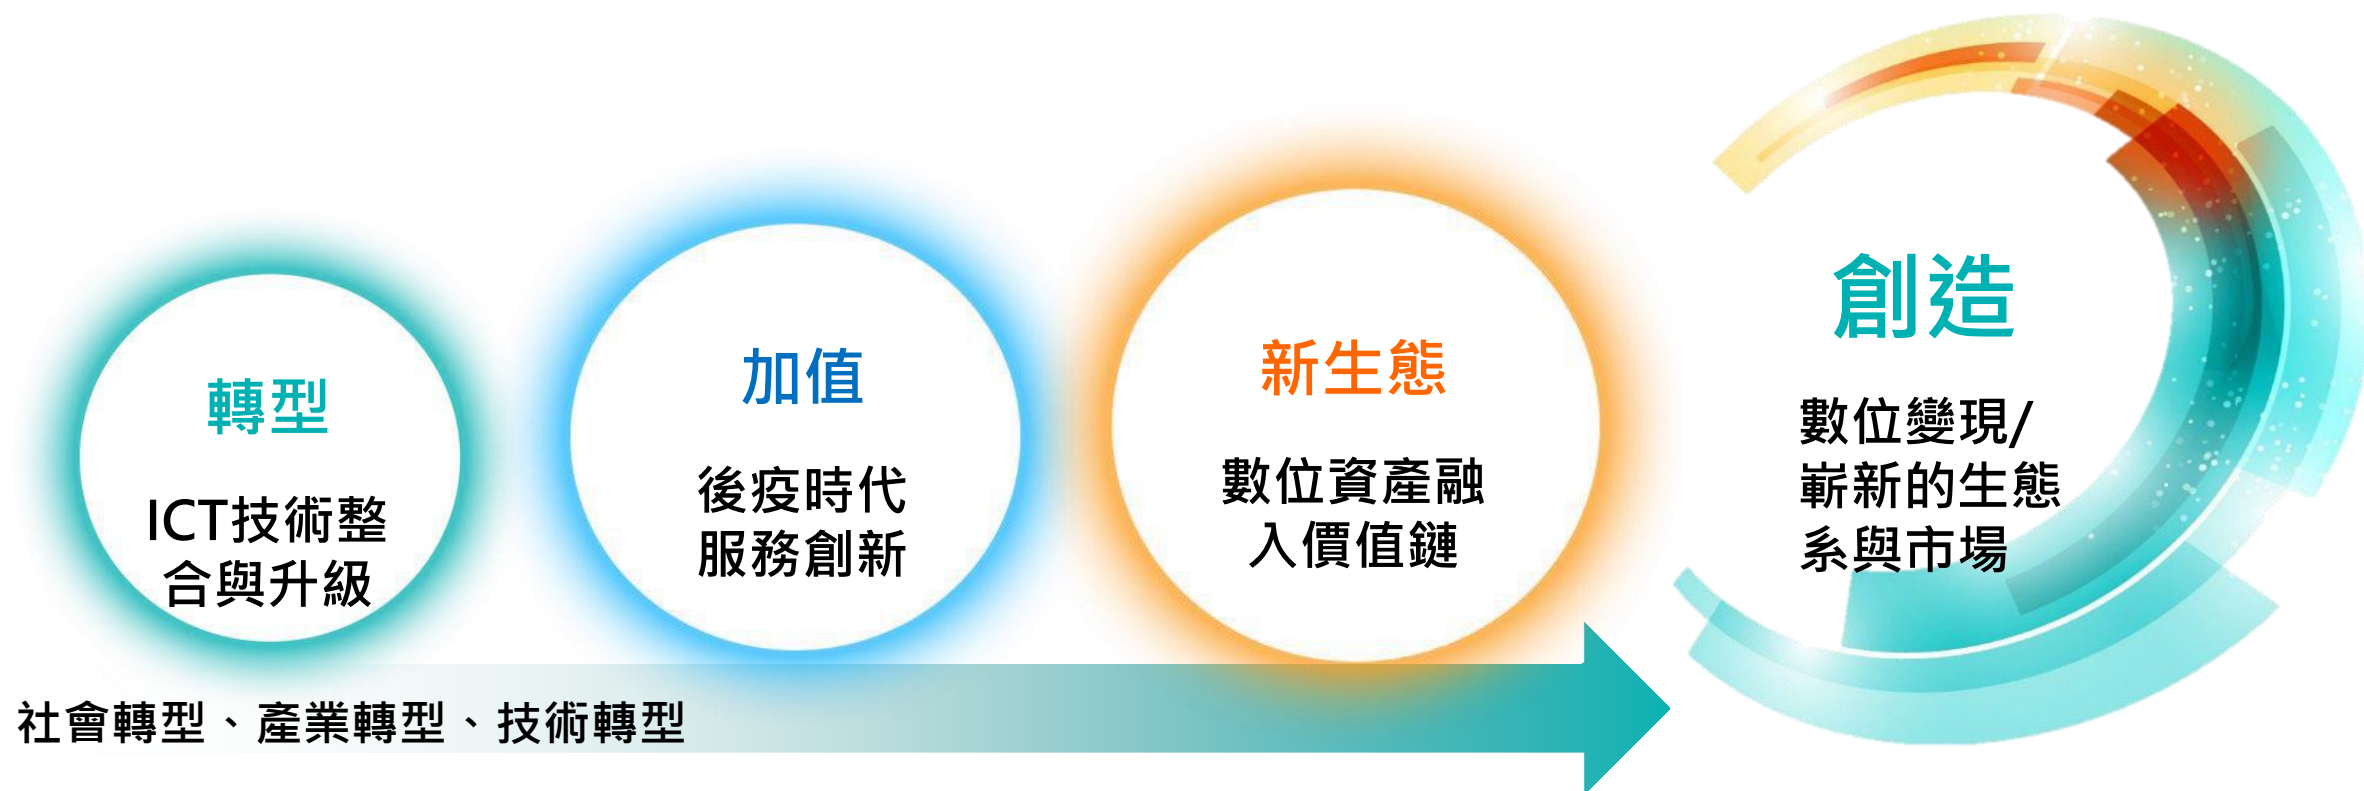 轉型
ICT技術整
合與升級
加值
後疫時代
服務創新
新生態
數位資產融
入價值鏈
創造
數位變現/
嶄新的生態
系與市場
社會轉型、產業轉型、技術轉型